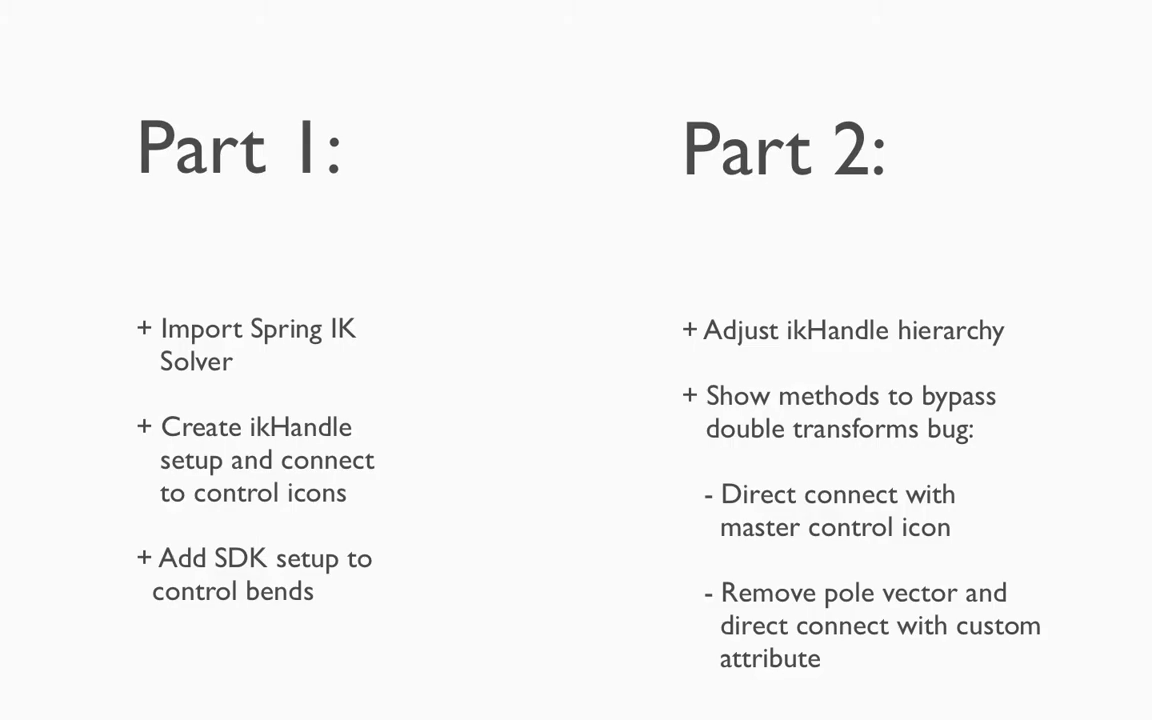 Part 1:
+ Import Spring IK
Solver
+ Create ikHandle
setup and connect
to control icons
+ Add SDK setup to
control bends
Part 2:
+ Adjust ikHandle hierarchy
+ Show methods to bypass
double transforms bug:
- Direct connect with
master control icon
- Remove pole vector and
direct connect with custom
attribute